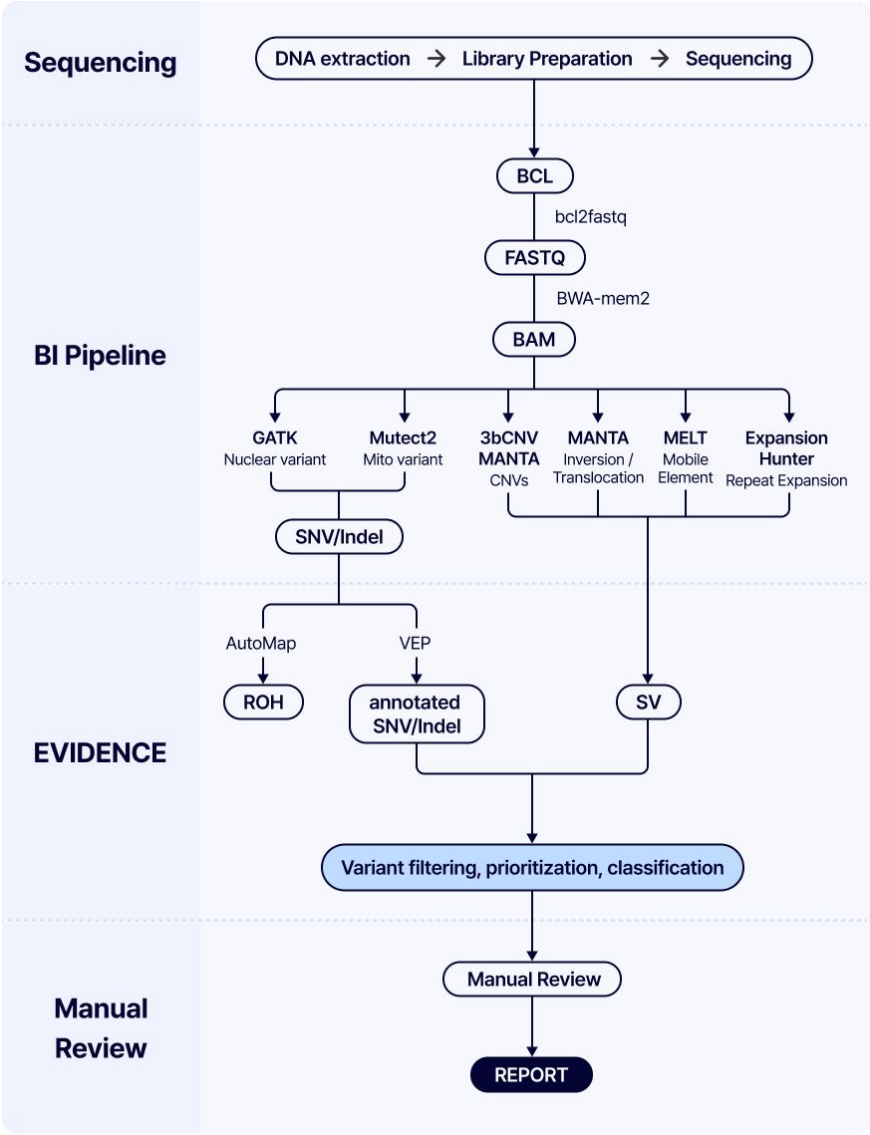 Sequencing
DNA extraction → Library Preparation → Sequencing
BI Pipeline
BCL
bcl2fastq
FASTQ
BWA-mem2
BAM
GATK
Nuclear variant
Mutect2
Mito variant
3bCNV
MANTA
CNVs
MANTA
Inversion /
Translocation
MELT
Mobile
Element
Expansion
Hunter
Repeat Expansion
SNV/Indel
EVIDENCE
AutoMap
VEP
ROH
annotated
SNV/Indel
SV
Variant filtering, prioritization, classification
Manual
Review
Manual Review
REPORT